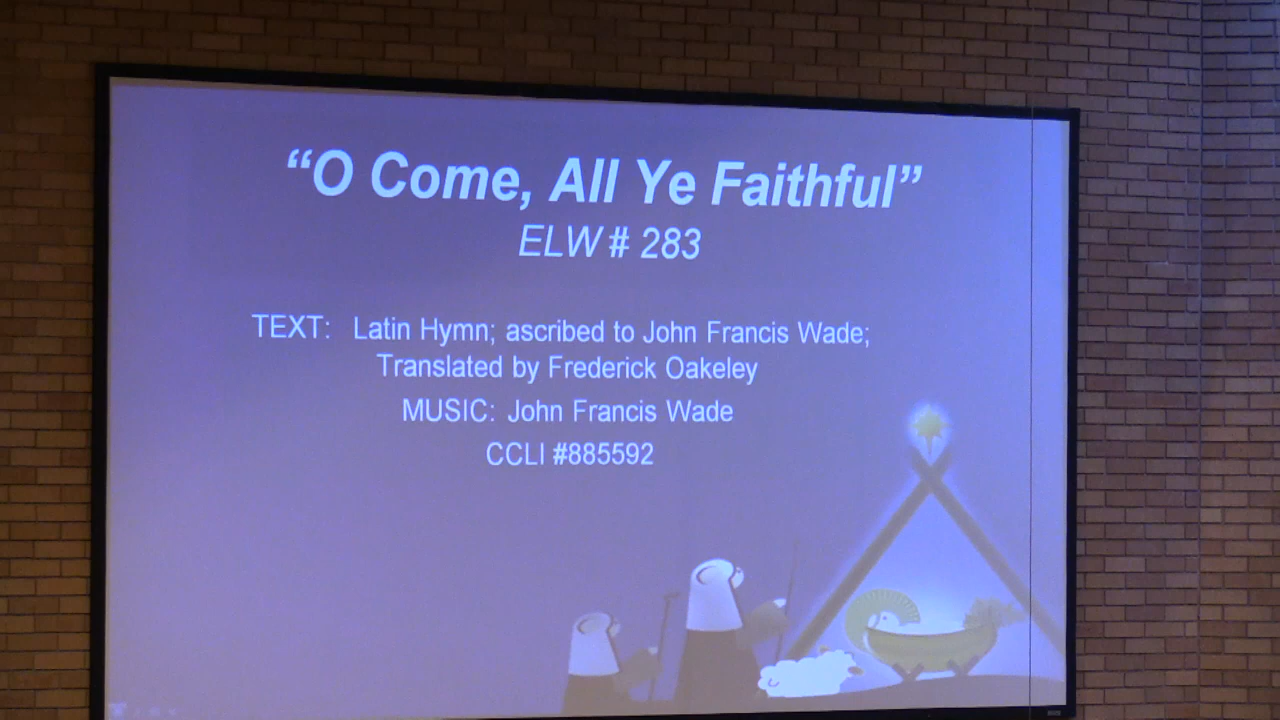 “O Come, All Ye Faithful”
ELW # 283
TEXT: Latin Hymn; ascribed to John Francis Wade;
Translated by Frederick Oakeley
MUSIC: John Francis Wade
CCLI #885592